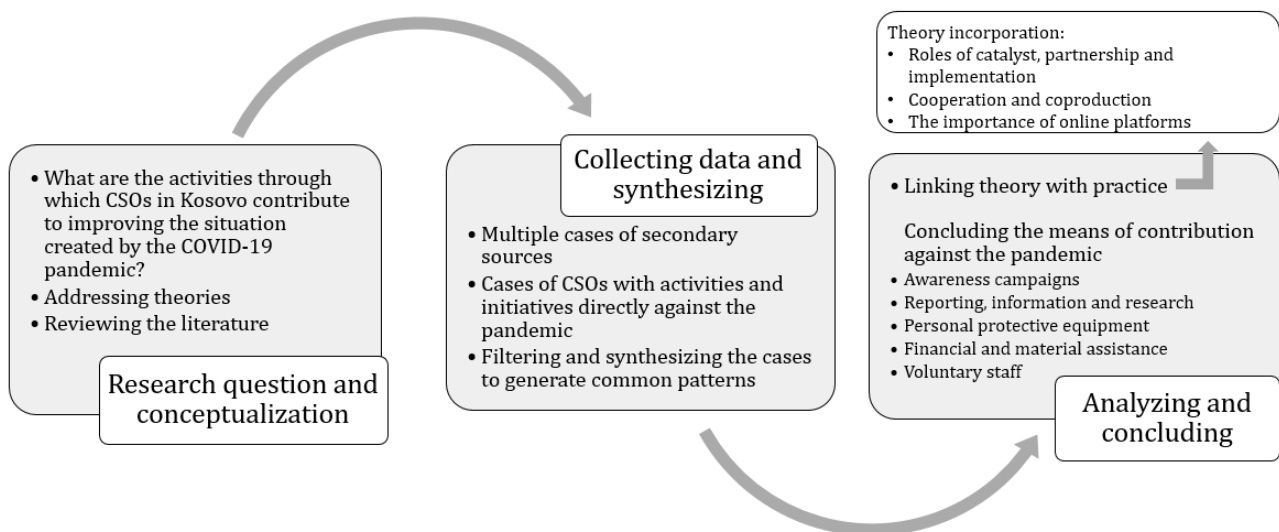 • What are the activities through
which CSOs in Kosovo contribute
to improving the situation
created by the COVID-19
pandemic?
• Addressing theories
• Reviewing the literature
Research question and
conceptualization
Collecting data and
synthesizing
• Multiple cases of secondary
sources
• Cases of CSOs with activities and
initiatives directly against the
pandemic
• Filtering and synthesizing the cases
to generate common patterns
Theory incorporation:
• Roles of catalyst, partnership and
implementation
• Cooperation and coproduction
• The importance of online platforms
• Linking theory with practice
Concluding the means of contribution
against the pandemic
• Awareness campaigns
• Reporting, information and research
• Personal protective equipment
• Financial and material assistance
• Voluntary staff
Analyzing and
concluding